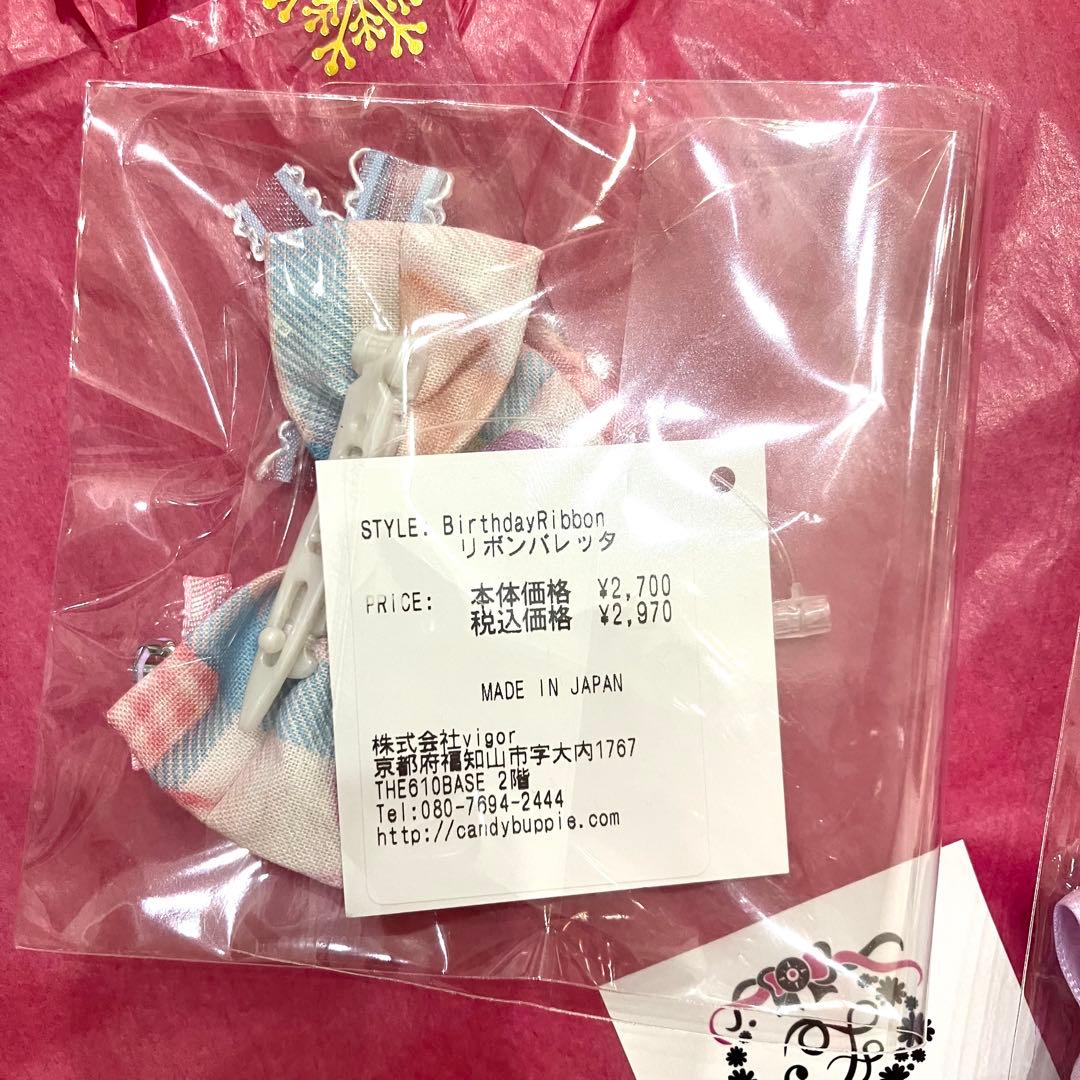 STYLE. BirthdayRibbon
リボンバレッタ
PRICE: 本体価格 ¥2,700
税込価格 ¥2,970
MADE IN JAPAN
株式会社vigor
京都府福知山市字大内1767
THE610BASE 2階
Tel:080-7694-2444
http://candybuppie.com